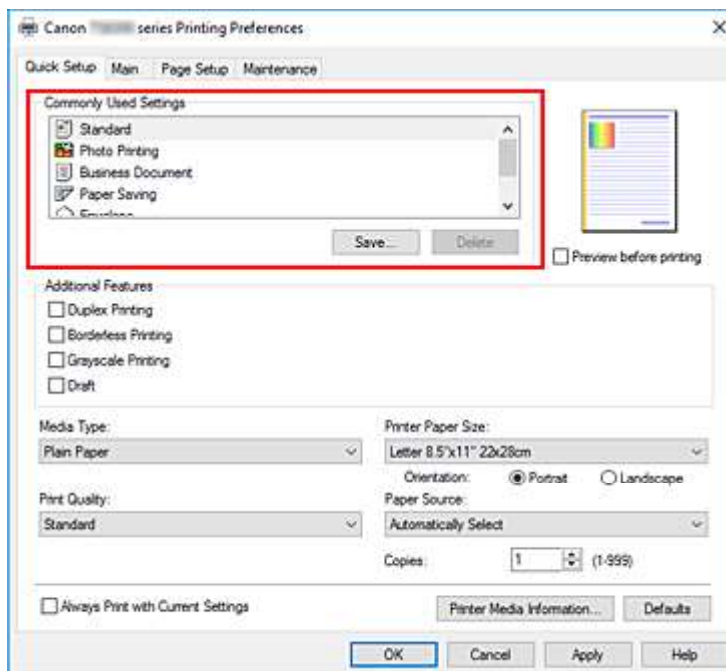 Canon series Printing Preferences
Quick Setup Main Page Setup Maintenance
Commonly Used Settings
Standard
Photo Printing
Business Document
Paper Saving
Envelope
Save... Delete
Preview before printing
Additional Features
Duplex Printing
Borderless Printing
Grayscale Printing
Draft
Media Type: Printer Paper Size:
Plain Paper Letter 8.5"x11" 22x28cm
Orientation: Portrait Landscape
Print Quality: Paper Source:
Standard Automatically Select
Copies: 1 (1-999)
Always Print with Current Settings Printer Media Information... Defaults
OK Cancel Apply Help